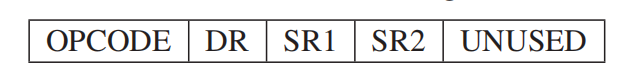 OPCODE DR SR1 SR2 UNUSED